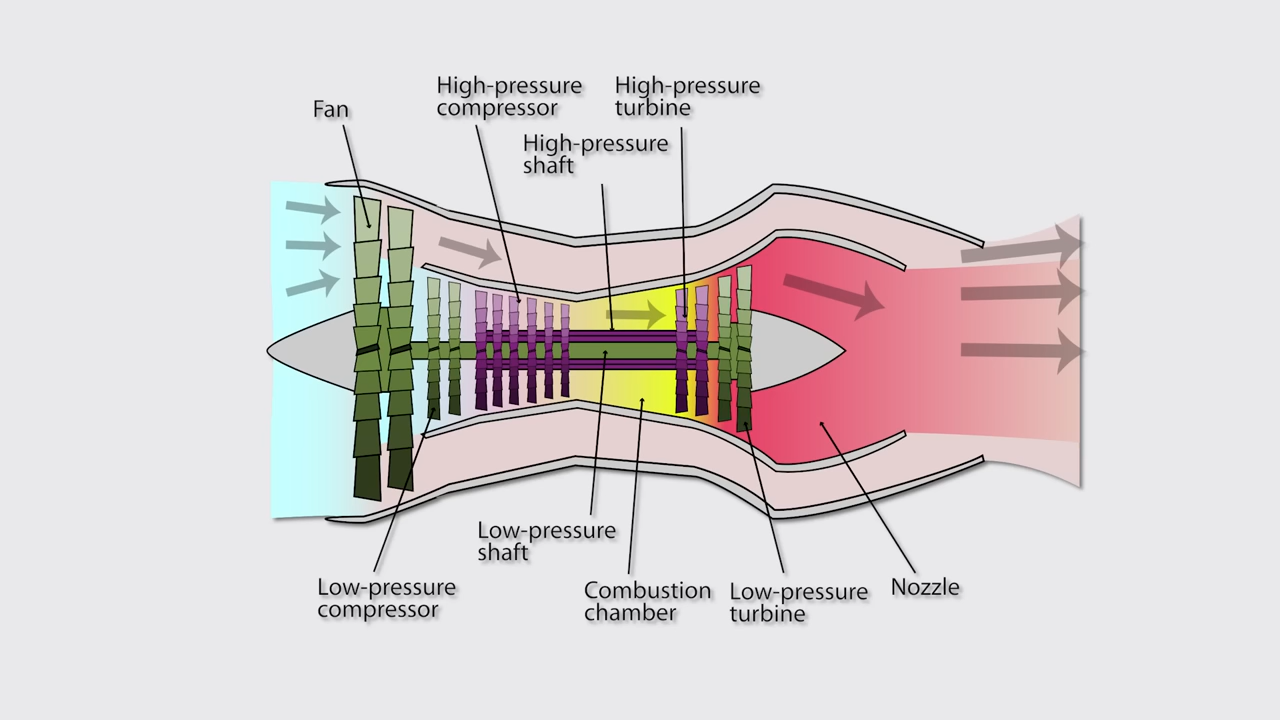 High-pressure
compressor
High-pressure
turbine
Fan
High-pressure
shaft
Low-pressure
shaft
Low-pressure
compressor
Combustion
chamber
Low-pressure
turbine
Nozzle